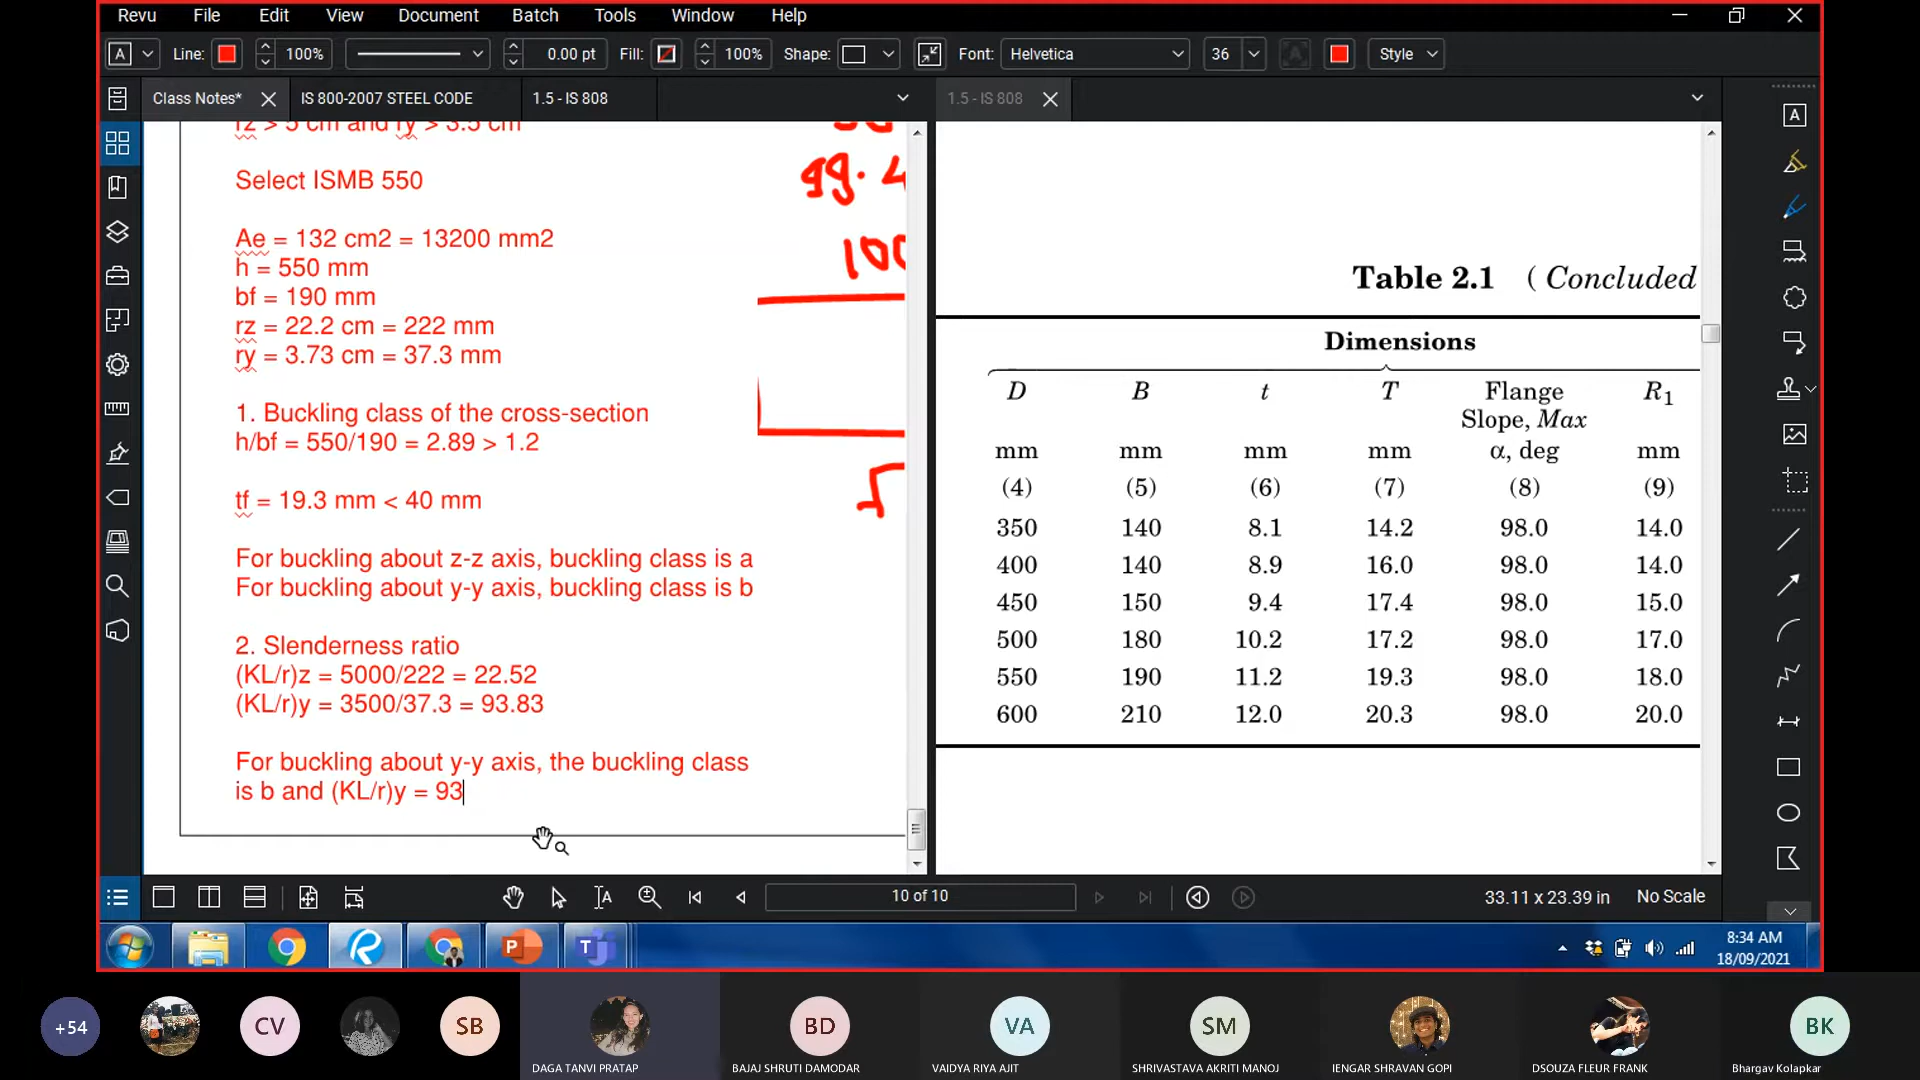 Revu File Edit View Document Batch Tools Window Help
A Line: 100% 0.00 pt Fill: 100% Shape: Font: Helvetica 36 A Style
Class Notes* IS 800-2007 STEEL CODE 1.5 - IS 808
1.5 - IS 808
rz > 5 cm and ry > 3.5 cm
Select ISMB 550
Ae = 132 cm2 = 13200 mm2
h = 550 mm
bf = 190 mm
rz = 22.2 cm = 222 mm
ry = 3.73 cm = 37.3 mm
1. Buckling class of the cross-section
h/bf = 550/190 = 2.89 > 1.2
tf = 19.3 mm < 40 mm
For buckling about z-z axis, buckling class is a
For buckling about y-y axis, buckling class is b
2. Slenderness ratio
(KL/r)z = 5000/222 = 22.52
(KL/r)y = 3500/37.3 = 93.83
For buckling about y-y axis, the buckling class
is b and (KL/r)y = 93
99.4
100
Table 2.1 ( Concluded
Dimensions
D B t T Flange Slope, Max R1
mm mm mm mm α, deg mm
(4) (5) (6) (7) (8) (9)
350 140 8.1 14.2 98.0 14.0
400 140 8.9 16.0 98.0 14.0
450 150 9.4 17.4 98.0 15.0
500 180 10.2 17.2 98.0 17.0
550 190 11.2 19.3 98.0 18.0
600 210 12.0 20.3 98.0 20.0
10 of 10 33.11 x 23.39 in No Scale
8:34 AM
18/09/2021
+54 CV SB BD VA SM BK
DAGA TANVI PRATAP BAJAJ SHRUTI DAMODAR VAIDYA RIYA AJIT SHRIVASTAVA AKRITI MANOJ IENGAR SHRAVAN GOPI DSOUZA FLEUR FRANK Bhargav Kolapkar